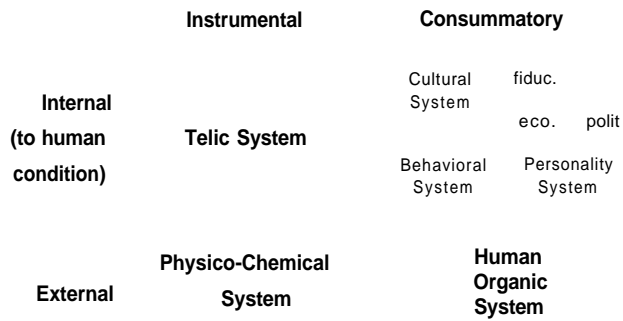 Instrumental Consummatory
Cultural System fiduc.
Internal (to human condition)
Telic System
eco. polit
Behavioral System
Personality System
Physico-Chemical System
Human Organic System
External